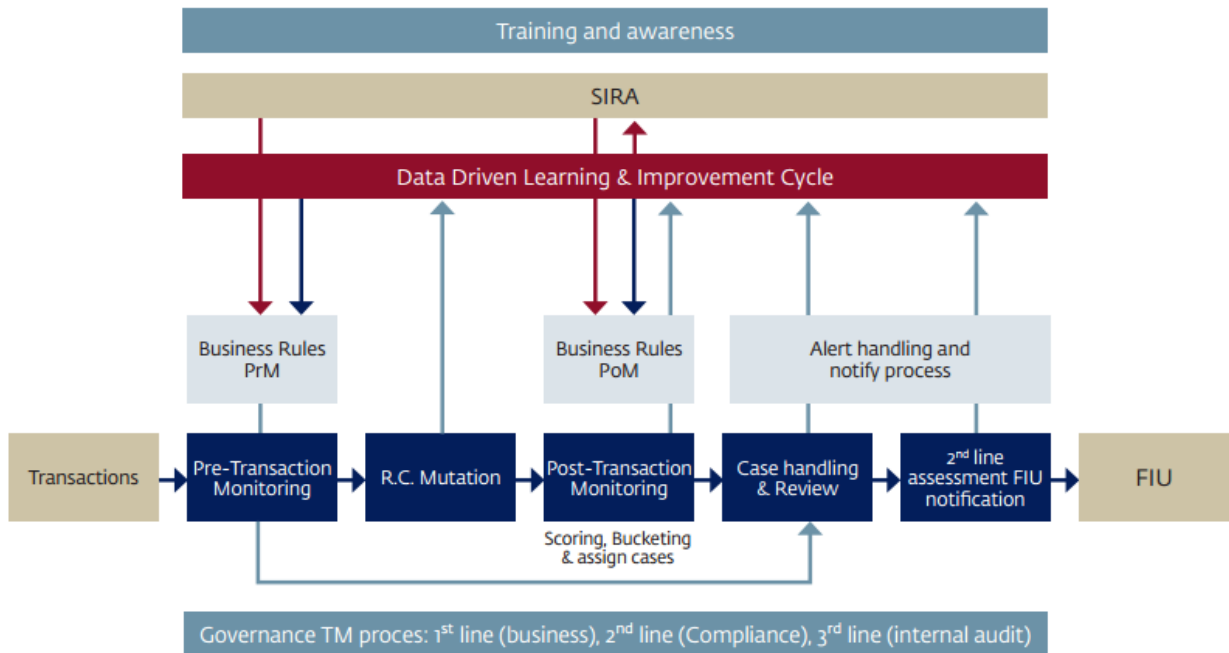 Training and awareness
SIRA
Data Driven Learning & Improvement Cycle
Business Rules
PrM
Business Rules
PoM
Alert handling and
notify process
Transactions
Pre-Transaction
Monitoring
R.C. Mutation
Post-Transaction
Monitoring
Case handling
& Review
2nd line
assessment FIU
notification
FIU
Scoring, Bucketing
& assign cases
Governance TM proces: 1st line (business), 2nd line (Compliance), 3rd line (internal audit)